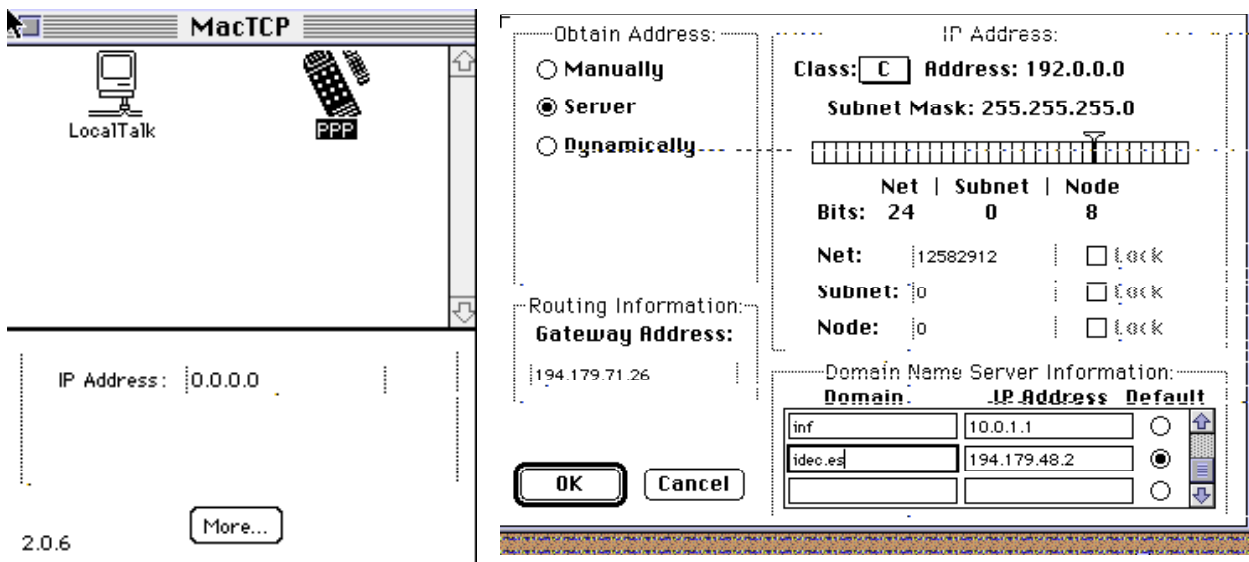 MacTCP
LocalTalk
PPP
IP Address: 0.0.0.0
More...
2.0.6
Obtain Address:
Manually
Server
Dynamically
Routing Information:
Gateway Address:
194.179.71.26
OK
Cancel
IP Address:
Class: C Address: 192.0.0.0
Subnet Mask: 255.255.255.0
Net | Subnet | Node
Bits: 24 0 8
Net: 12582912 Lock
Subnet: 0 Lock
Node: 0 Lock
Domain Name Server Information:
Domain IP Address Default
inf 10.0.1.1
idec.es 194.179.48.2